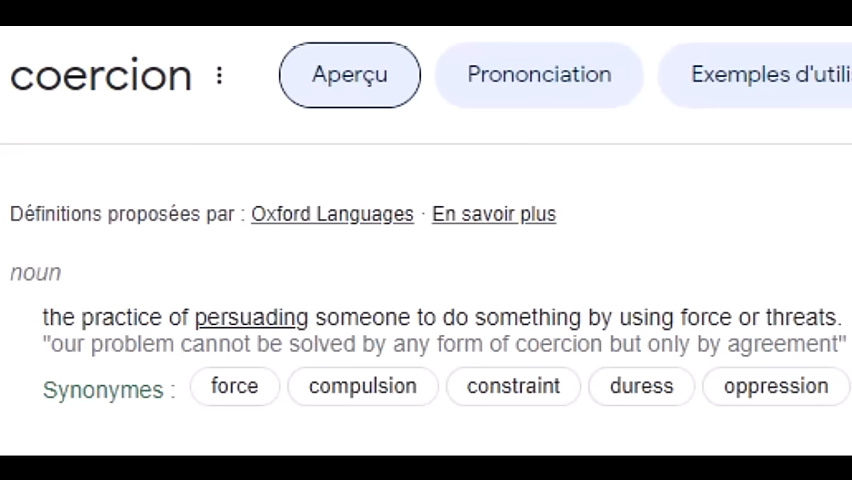 coercion Aperçu Prononciation Exemples d'utili
Définitions proposées par : Oxford Languages · En savoir plus
noun
the practice of persuading someone to do something by using force or threats.
"our problem cannot be solved by any form of coercion but only by agreement"
Synonymes : force compulsion constraint duress oppression